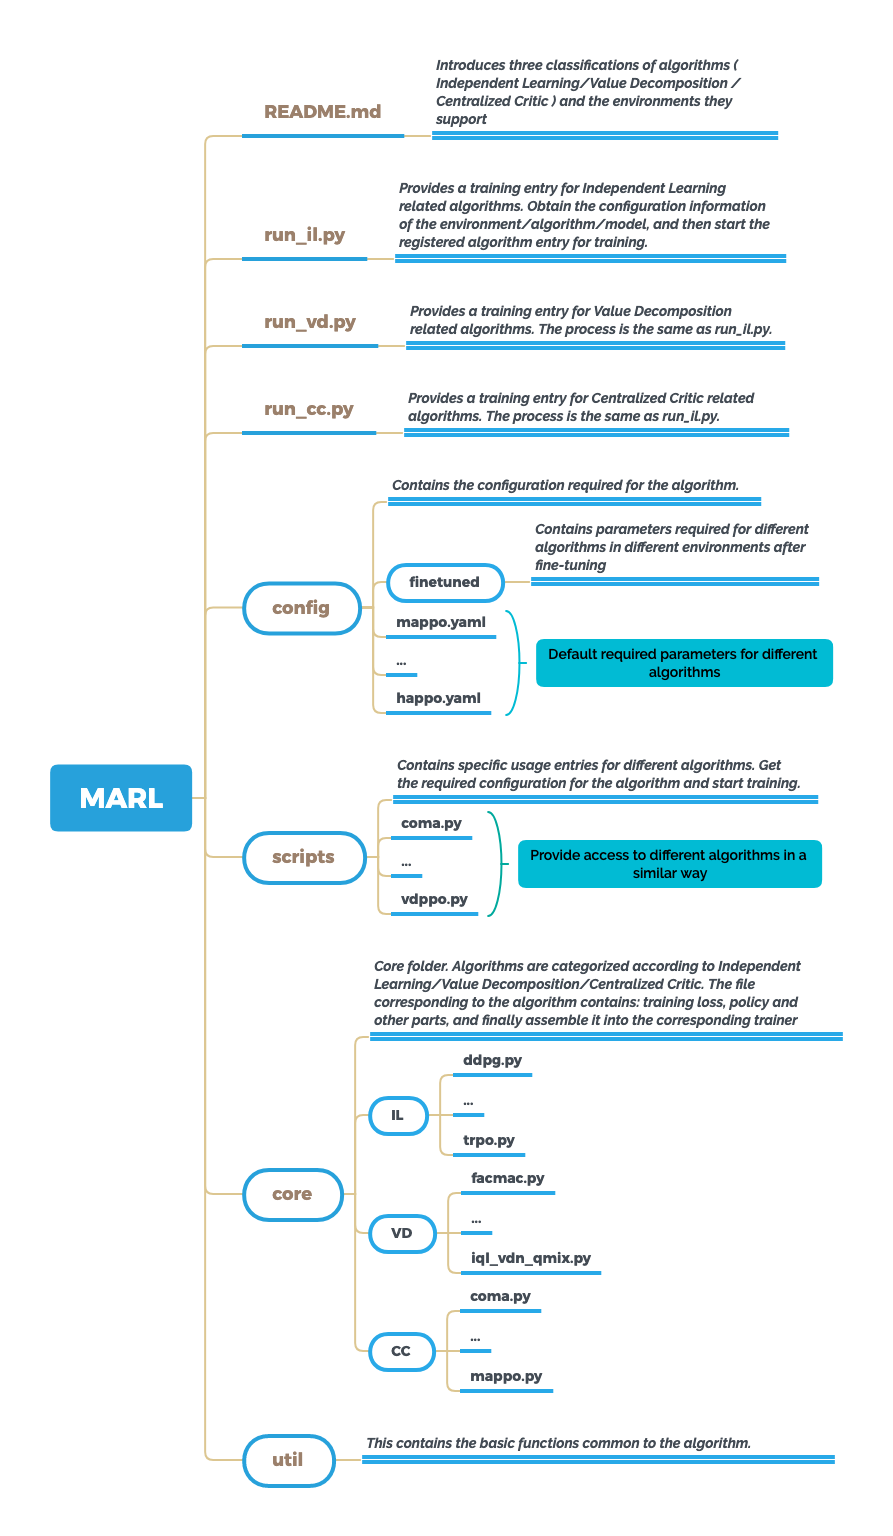 Introduces three classifications of algorithms (
Independent Learning/Value Decomposition /
Centralized Critic ) and the environments they
support
README.md
Provides a training entry for Independent Learning
related algorithms. Obtain the configuration information
of the environment/algorithm/model, and then start the
registered algorithm entry for training.
run_il.py
Provides a training entry for Value Decomposition
related algorithms. The process is the same as run_il.py.
run_vd.py
Provides a training entry for Centralized Critic related
algorithms. The process is the same as run_il.py.
run_cc.py
Contains the configuration required for the algorithm.
Contains parameters required for different
algorithms in different environments after
fine-tuning
finetuned
config
mappo.yaml
...
happo.yaml
Default required parameters for different
algorithms
MARL
Contains specific usage entries for different algorithms. Get
the required configuration for the algorithm and start training.
scripts
coma.py
...
vdppo.py
Provide access to different algorithms in a
similar way
Core folder. Algorithms are categorized according to Independent
Learning/Value Decomposition/Centralized Critic. The file
corresponding to the algorithm contains: training loss, policy and
other parts, and finally assemble it into the corresponding trainer
core
IL
ddpg.py
...
trpo.py
VD
facmac.py
...
iql_vdn_qmix.py
CC
coma.py
...
mappo.py
util
This contains the basic functions common to the algorithm.